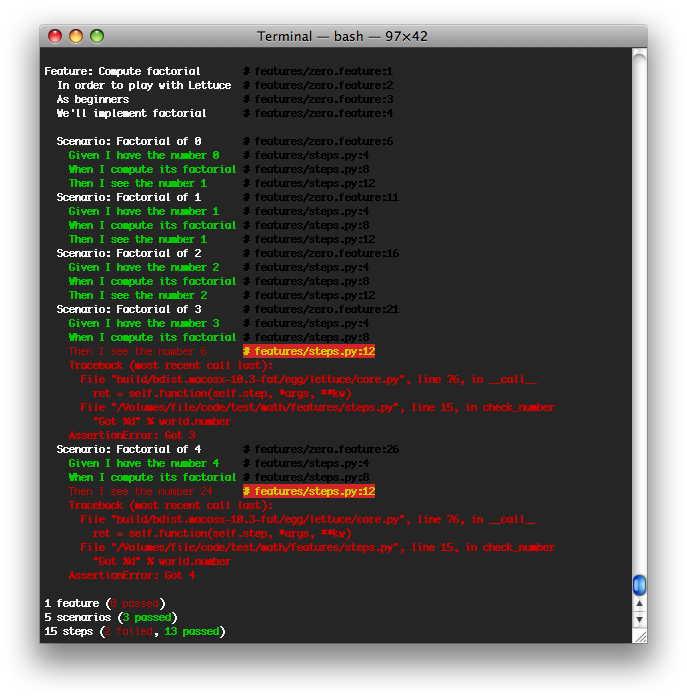 Terminal — bash — 97×42
Feature: Compute factorial # features/zero.feature:1
In order to play with Lettuce # features/zero.feature:2
As beginners # features/zero.feature:3
We'll implement factorial # features/zero.feature:4
Scenario: Factorial of 0 # features/zero.feature:6
Given I have the number 0 # features/steps.py:4
When I compute its factorial # features/steps.py:8
Then I see the number 1 # features/steps.py:12
Scenario: Factorial of 1 # features/zero.feature:11
Given I have the number 1 # features/steps.py:4
When I compute its factorial # features/steps.py:8
Then I see the number 1 # features/steps.py:12
Scenario: Factorial of 2 # features/zero.feature:16
Given I have the number 2 # features/steps.py:4
When I compute its factorial # features/steps.py:8
Then I see the number 2 # features/steps.py:12
Scenario: Factorial of 3 # features/zero.feature:21
Given I have the number 3 # features/steps.py:4
When I compute its factorial # features/steps.py:8
Then I see the number 6 # features/steps.py:12
Traceback (most recent call last):
File "build/bdist.macosx-10.3-fat/egg/lettuce/core.py", line 76, in __call__
ret = self.function(self.step, *args, **kw)
File "/Volumes/file/code/test/math/features/steps.py", line 15, in check_number
"Got %d" % world.number
AssertionError: Got 3
Scenario: Factorial of 4 # features/zero.feature:26
Given I have the number 4 # features/steps.py:4
When I compute its factorial # features/steps.py:8
Then I see the number 24 # features/steps.py:12
Traceback (most recent call last):
File "build/bdist.macosx-10.3-fat/egg/lettuce/core.py", line 76, in __call__
ret = self.function(self.step, *args, **kw)
File "/Volumes/file/code/test/math/features/steps.py", line 15, in check_number
"Got %d" % world.number
AssertionError: Got 4
1 feature (0 passed)
5 scenarios (3 passed)
15 steps (2 failed, 13 passed)